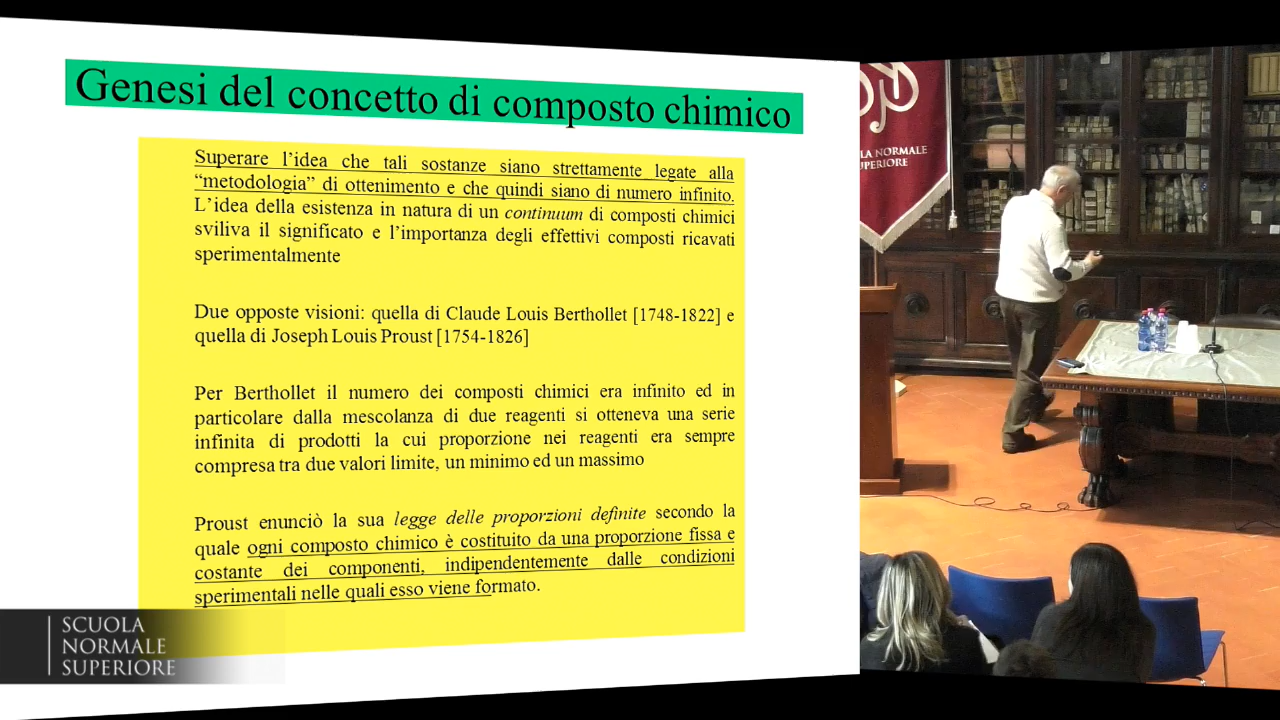 Genesi del concetto di composto chimico
Superare l'idea che tali sostanze siano strettamente legate alla
"metodologia" di ottenimento e che quindi siano di numero infinito.
L'idea della esistenza in natura di un continuum di composti chimici
sviliva il significato e l'importanza degli effettivi composti ricavati
sperimentalmente
Due opposte visioni: quella di Claude Louis Berthollet [1748-1822] e
quella di Joseph Louis Proust [1754-1826]
Per Berthollet il numero dei composti chimici era infinito ed in
particolare dalla mescolanza di due reagenti si otteneva una serie
infinita di prodotti la cui proporzione nei reagenti era sempre
compresa tra due valori limite, un minimo ed un massimo
Proust enunciò la sua legge delle proporzioni definite secondo la
quale ogni composto chimico è costituito da una proporzione fissa e
costante dei componenti, indipendentemente dalle condizioni
sperimentali nelle quali esso viene formato.
SCUOLA
NORMALE
SUPERIORE
LA NORMALE
UPERIORE